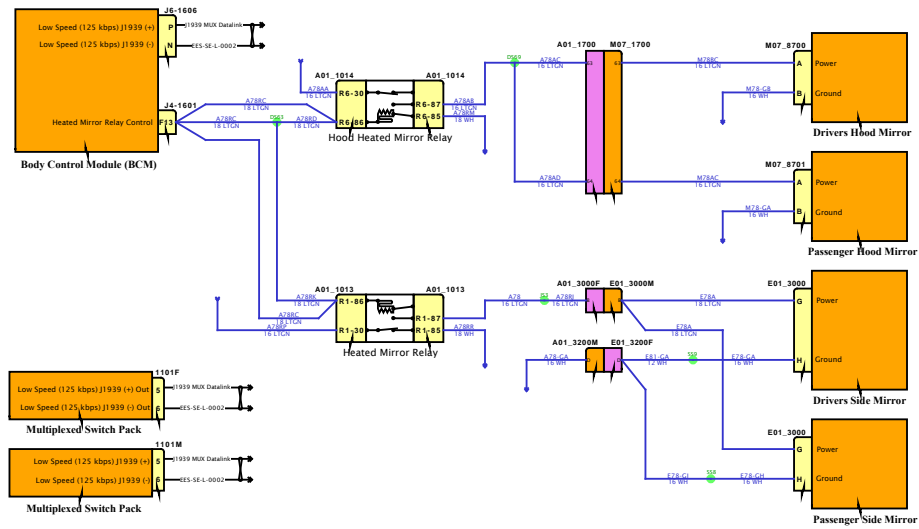 J6-1606
Low Speed (125 kbps) J1939 (+)
P
J1939 MUX Datalink
Low Speed (125 kbps) J1939 (-)
N
EES-SE-L-0002
J4-1601
Heated Mirror Relay Control
F13
Body Control Module (BCM)
A78RC
18 LTGN
A78RC
18 LTGN
DS63
A78RD
18 LTGN
A78AA
16 LTGN
A01_1014
A01_1014
R6-30
R6-87
R6-86
R6-85
Hood Heated Mirror Relay
A78AB
16 LTGN
A78RM
18 WH
DS69
A78AC
16 LTGN
A78AD
16 LTGN
A01_1700
M07_1700
M78BC
16 LTGN
M78-GB
16 WH
M07_8700
A
Power
B
Ground
Drivers Hood Mirror
M78AC
16 LTGN
M78-GA
16 WH
M07_8701
A
Power
B
Ground
Passenger Hood Mirror
A01_1013
A01_1013
A78RK
18 LTGN
A78RC
18 LTGN
A78RP
16 LTGN
R1-86
R1-87
R1-30
R1-85
Heated Mirror Relay
A78
16 LTGN
A78RJ
18 LTGN
A78RR
18 WH
A01_3000F
E01_3000M
E78A
18 LTGN
E78A
18 LTGN
E01_3000
G
Power
H
Ground
Drivers Side Mirror
A01_3200M
E01_3200F
A78-GA
16 WH
E81-GA
12 WH
SS9
E78-GA
16 WH
E01_3000
G
Power
H
Ground
Passenger Side Mirror
E78-GJ
16 WH
SS8
E78-GH
16 WH
1101F
Low Speed (125 kbps) J1939 (+) Out
5
J1939 MUX Datalink
Low Speed (125 kbps) J1939 (-) Out
6
EES-SE-L-0002
Multiplexed Switch Pack
1101M
Low Speed (125 kbps) J1939 (+)
5
J1939 MUX Datalink
Low Speed (125 kbps) J1939 (-)
6
EES-SE-L-0002
Multiplexed Switch Pack